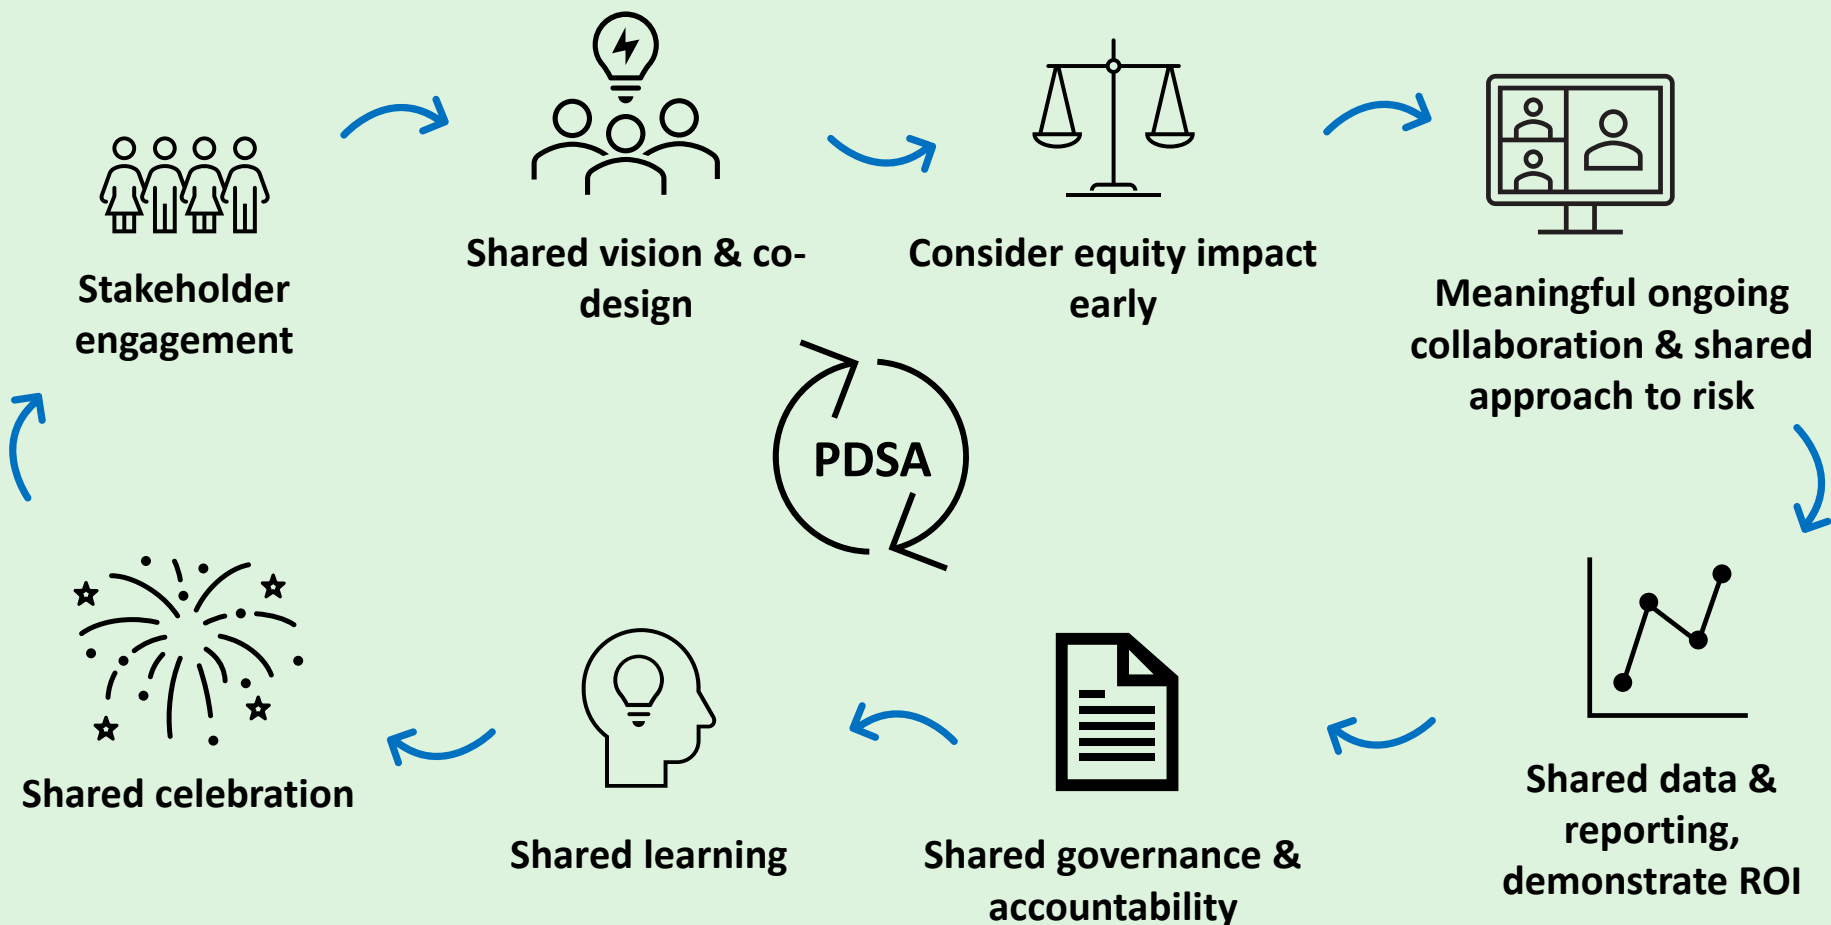 Stakeholder
engagement
Shared vision & co-
design
Consider equity impact
early
Meaningful ongoing
collaboration & shared
approach to risk
PDSA
Shared data &
reporting,
demonstrate ROI
Shared governance &
accountability
Shared learning
Shared celebration